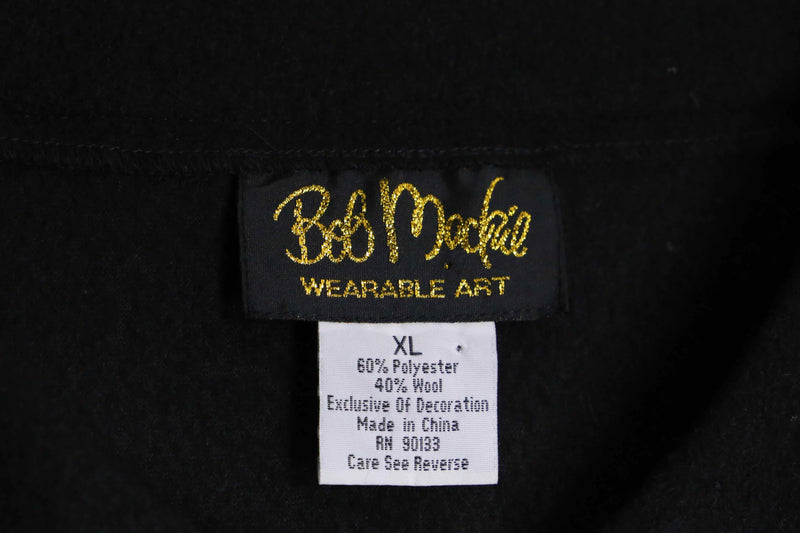 Bob Mackie
WEARABLE ART
XL
60% Polyester
40% Wool
Exclusive Of Decoration
Made in China
RN 90133
Care See Reverse